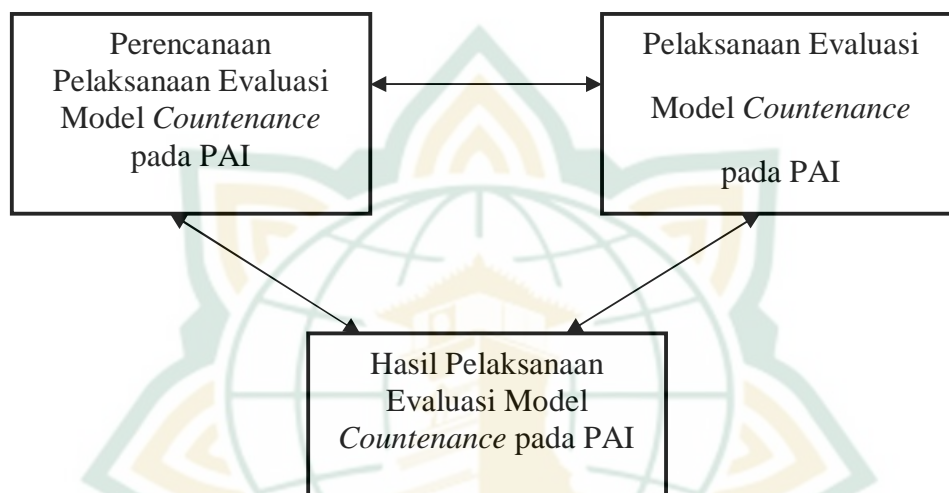 Perencanaan
Pelaksanaan Evaluasi
Model Countenance
pada PAI
Pelaksanaan Evaluasi
Model Countenance
pada PAI
Hasil Pelaksanaan
Evaluasi Model
Countenance pada PAI